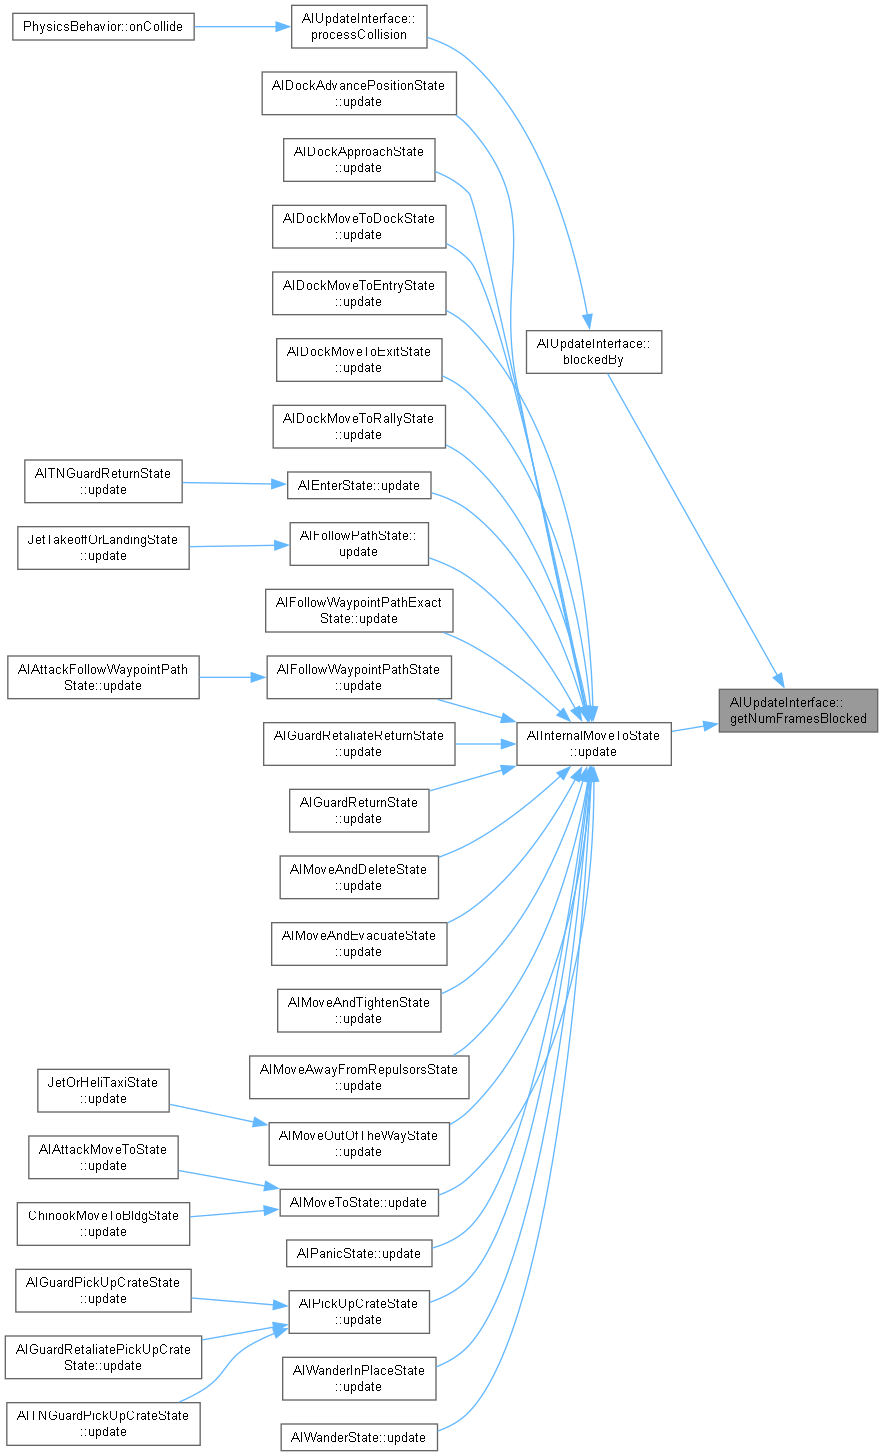 PhysicsBehavior::onCollide
AIUpdateInterface::
processCollision
AIDockAdvancePositionState
::update
AIDockApproachState
::update
AIDockMoveToDockState
::update
AIDockMoveToEntryState
::update
AIUpdateInterface::
blockedBy
AIDockMoveToExitState
::update
AIDockMoveToRallyState
::update
AITNGuardReturnState
::update
AIEnterState::update
JetTakeoffOrLandingState
::update
AIFollowPathState::
update
AIFollowWaypointPathExact
State::update
AIAttackFollowWaypointPath
State::update
AIFollowWaypointPathState
::update
AIUpdateInterface::
getNumFramesBlocked
AIGuardRetaliateReturnState
::update
AIInternalMoveToState
::update
AIGuardReturnState
::update
AIMoveAndDeleteState
::update
AIMoveAndEvacuateState
::update
AIMoveAndTightenState
::update
AIMoveAwayFromRepulsorsState
::update
JetOrHeliTaxiState
::update
AIMoveOutOfTheWayState
::update
AIAttackMoveToState
::update
AIMoveToState::update
ChinookMoveToBldgState
::update
AIPanicState::update
AIGuardPickUpCrateState
::update
AIPickUpCrateState
::update
AIGuardRetaliatePickUpCrate
State::update
AIWanderInPlaceState
::update
AITNGuardPickUpCrateState
::update
AIWanderState::update